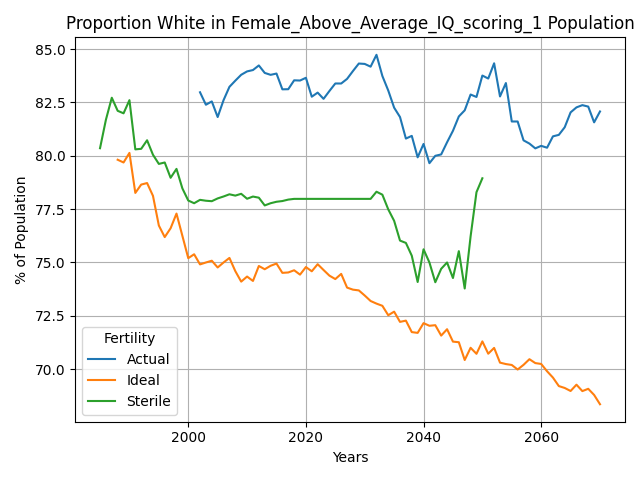 Proportion White in Female_Above_Average_IQ_scoring_1 Population
85.0
82.5
80.0
77.5
75.0
72.5
70.0
% of Population
Fertility
Actual
Ideal
Sterile
2000
2020
2040
2060
Years